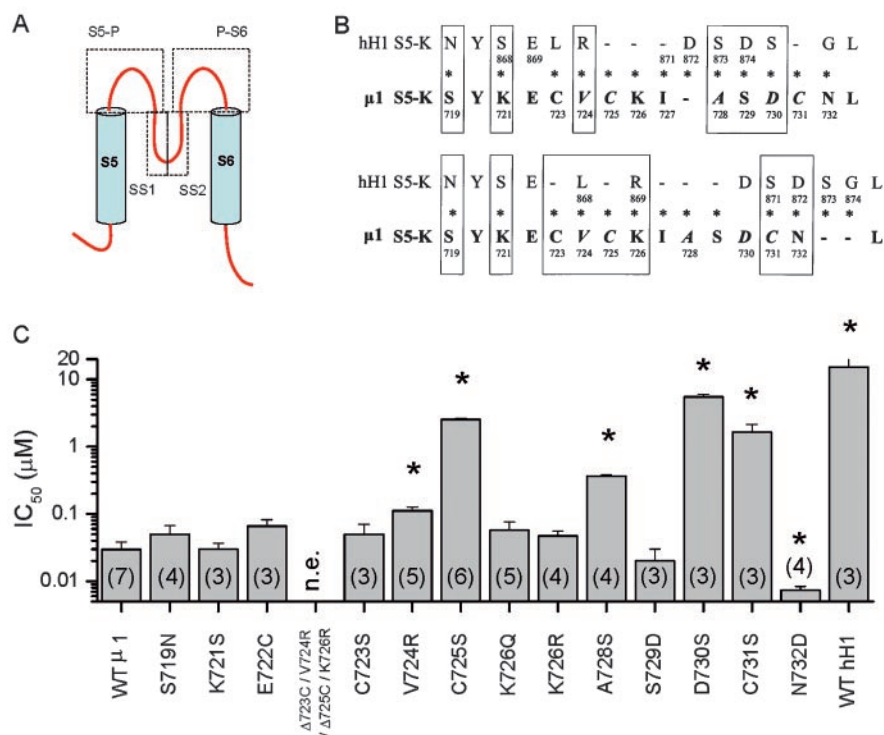 A
S5-P P-S6
S5 S6
SS1 SS2
B
hH1 S5-K N Y S E L R - - - D S D S - G L
868 869 871 872 873 874
* * * * * * * * * * * *
μ1 S5-K S Y K E C V C K I - A S D C N L
719 721 723 724 725 726 727 728 729 730 731 732
hH1 S5-K N Y S E - L - R - - - D S D S G L
868 869 871 872 873 874
* * * * * * * * * * * *
μ1 S5-K S Y K E C V C K I A S D C N - - L
719 721 723 724 725 726 728 730 731 732
C
IC50 (μM)
20
10
1
0.1
0.01
* * * * * * *
n.e.
(7) (4) (3) (3) (3) (5) (6) (5) (4) (4) (3) (3) (3) (4) (3)
WT μ1
S719N
K721S
E722C
Δ723C / V724R
/ Δ725C / K726R
C723S
V724R
C725S
K726Q
K726R
A728S
S729D
D730S
C731S
N732D
WT hH1